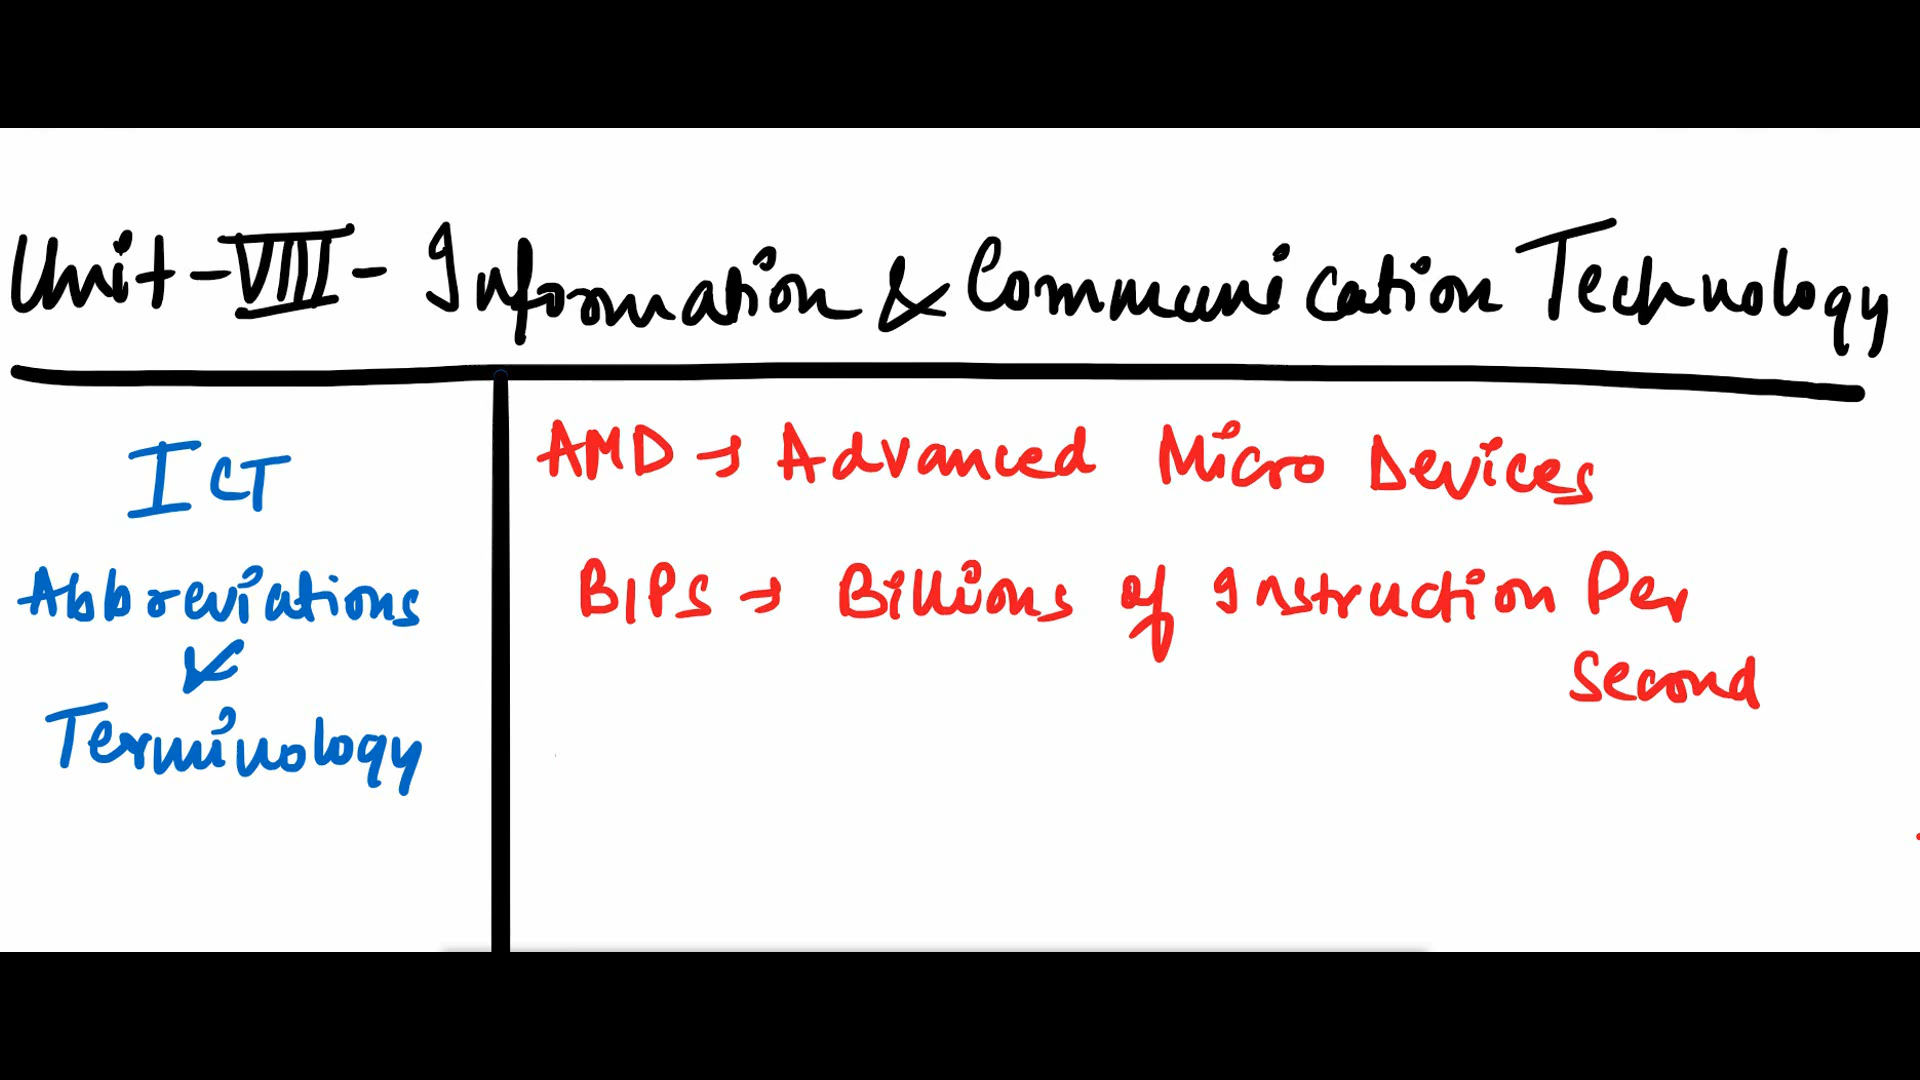 Unit-VIII- Information & Communication Technology
ICT
Abbreviations
&
Terminology
AMD → Advanced Micro Devices
BIPS → Billions of Instruction Per
Second